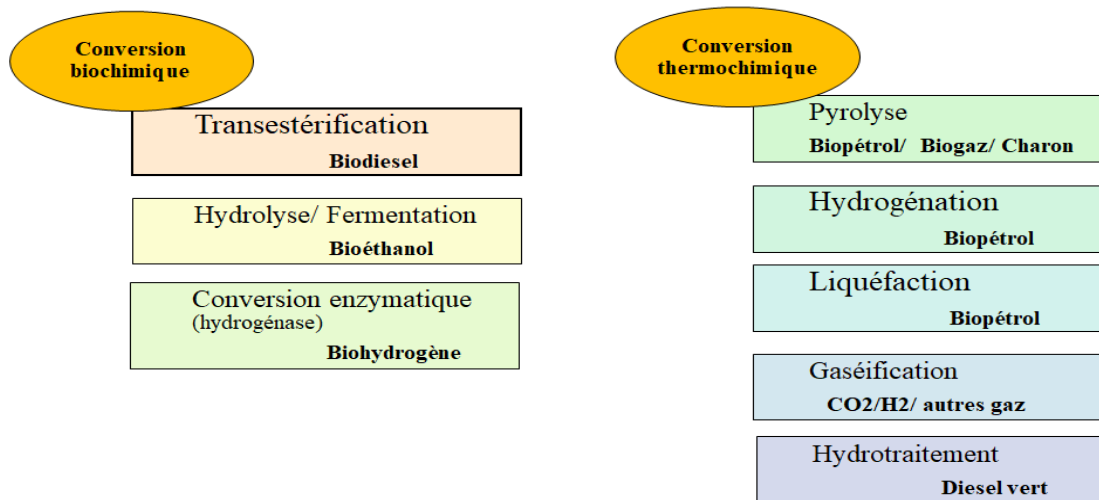 Conversion
biochimique
Transestérification
Biodiesel
Hydrolyse/ Fermentation
Bioéthanol
Conversion enzymatique
(hydrogénase)
Biohydrogène
Conversion
thermochimique
Pyrolyse
Biopétrol/ Biogaz/ Charon
Hydrogénation
Biopétrol
Liquéfaction
Biopétrol
Gaséification
CO2/H2/ autres gaz
Hydrotraitement
Diesel vert